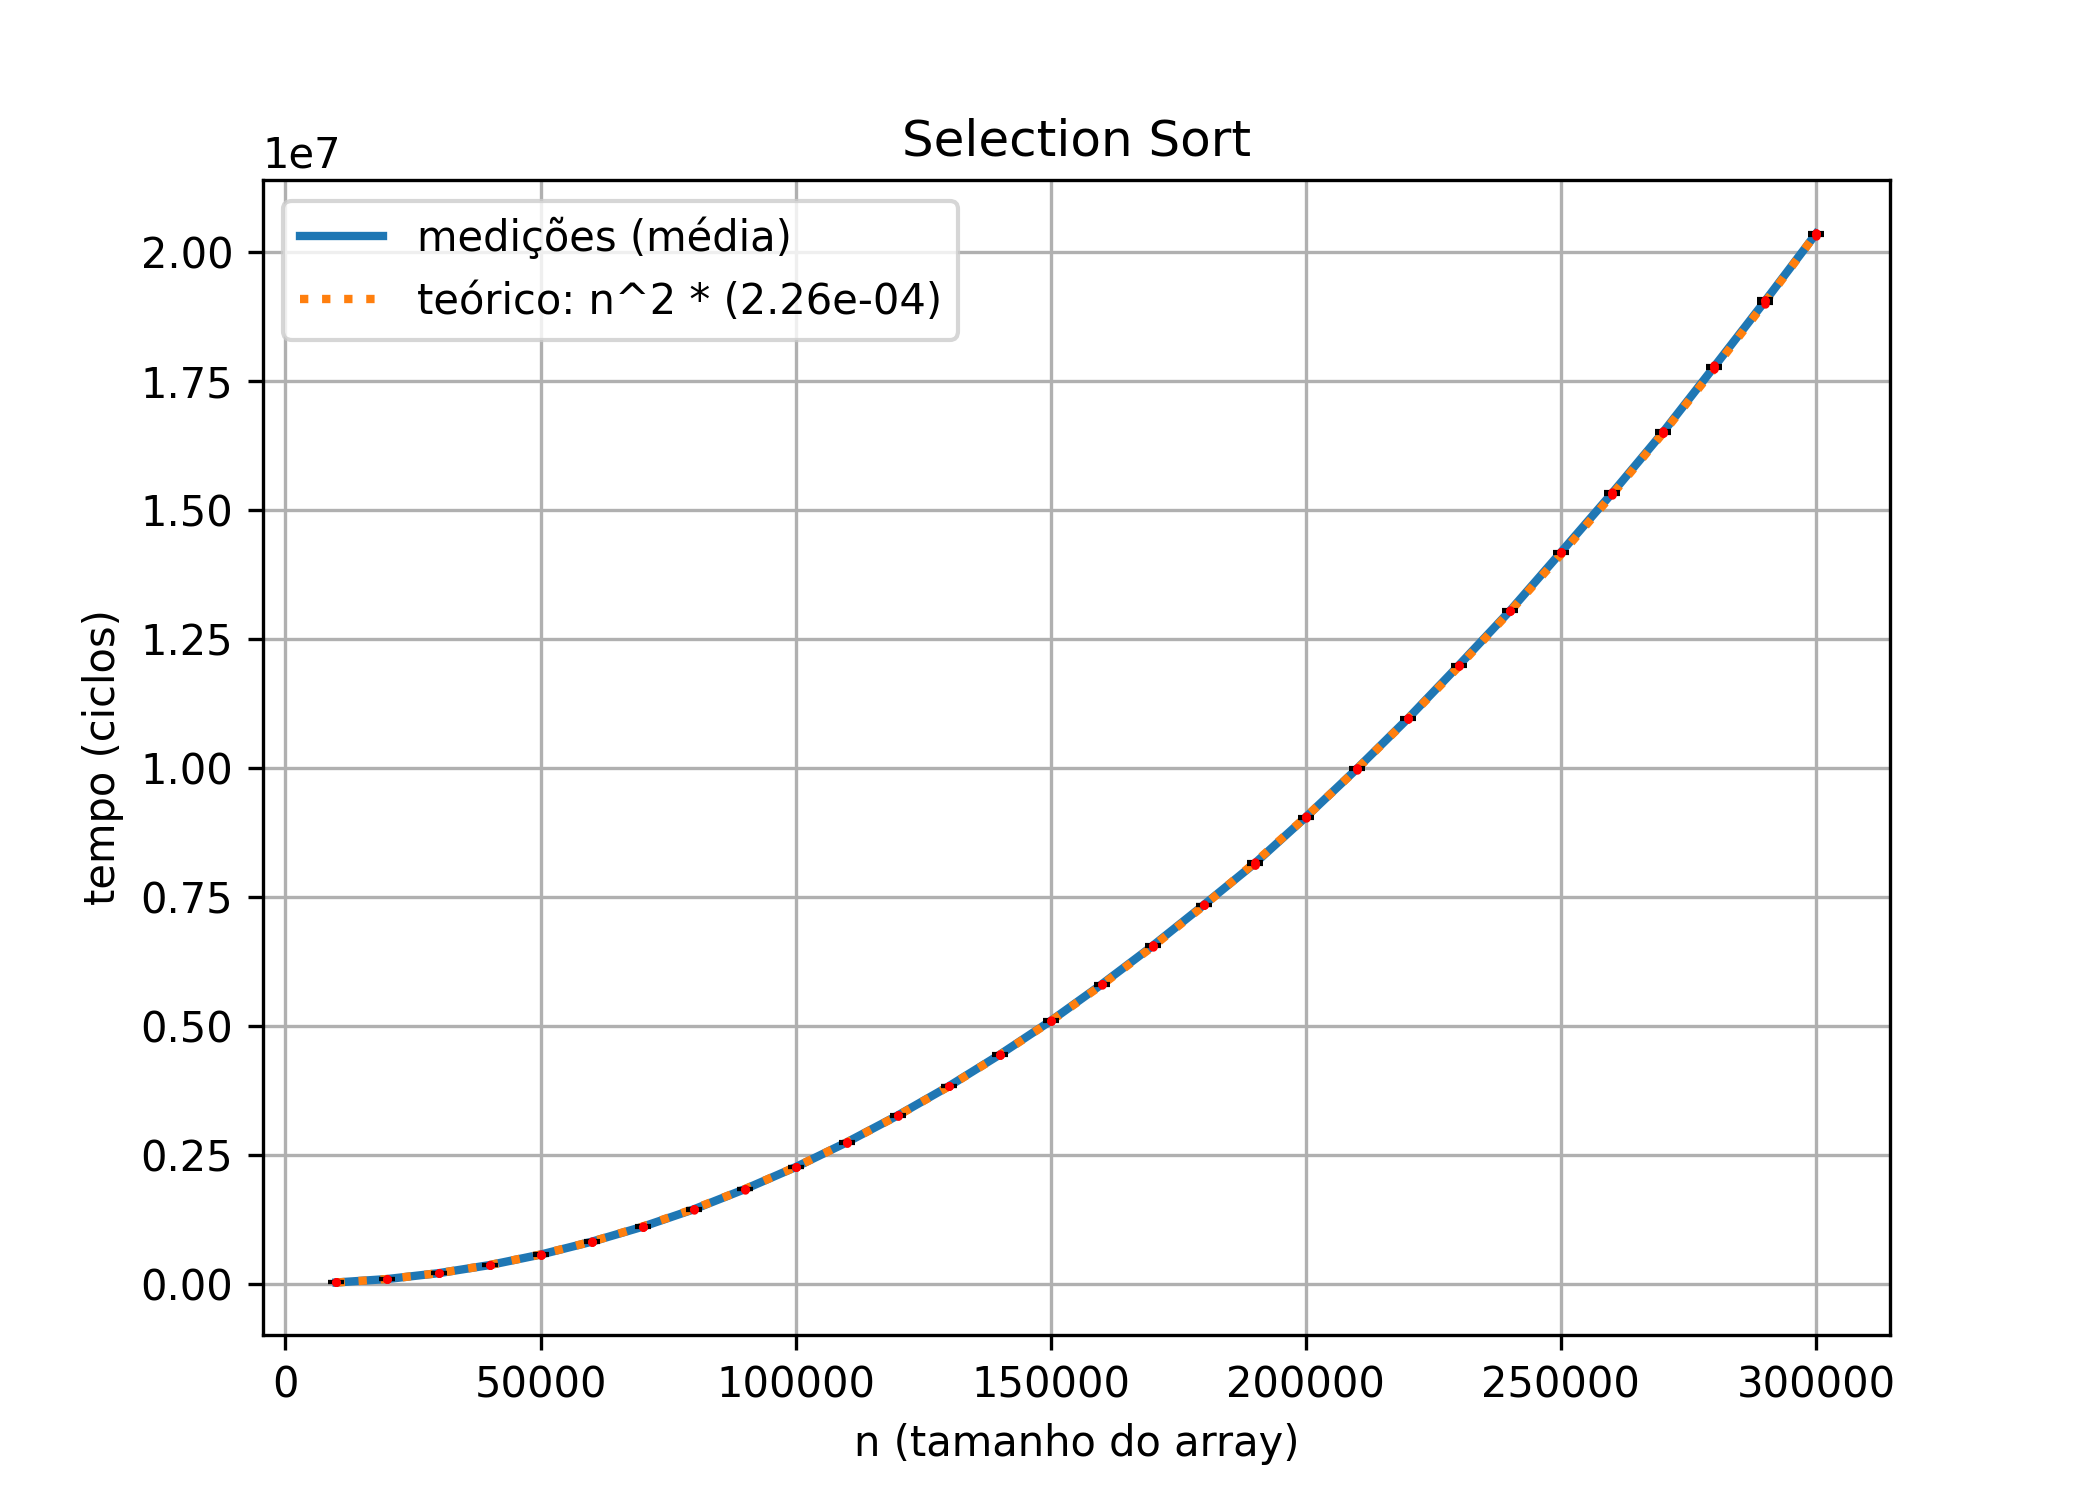 Selection Sort
1e7
medições (média)
teórico: n^2 * (2.26e-04)
2.00
1.75
1.50
1.25
1.00
0.75
0.50
0.25
0.00
tempo (ciclos)
0 50000 100000 150000 200000 250000 300000
n (tamanho do array)